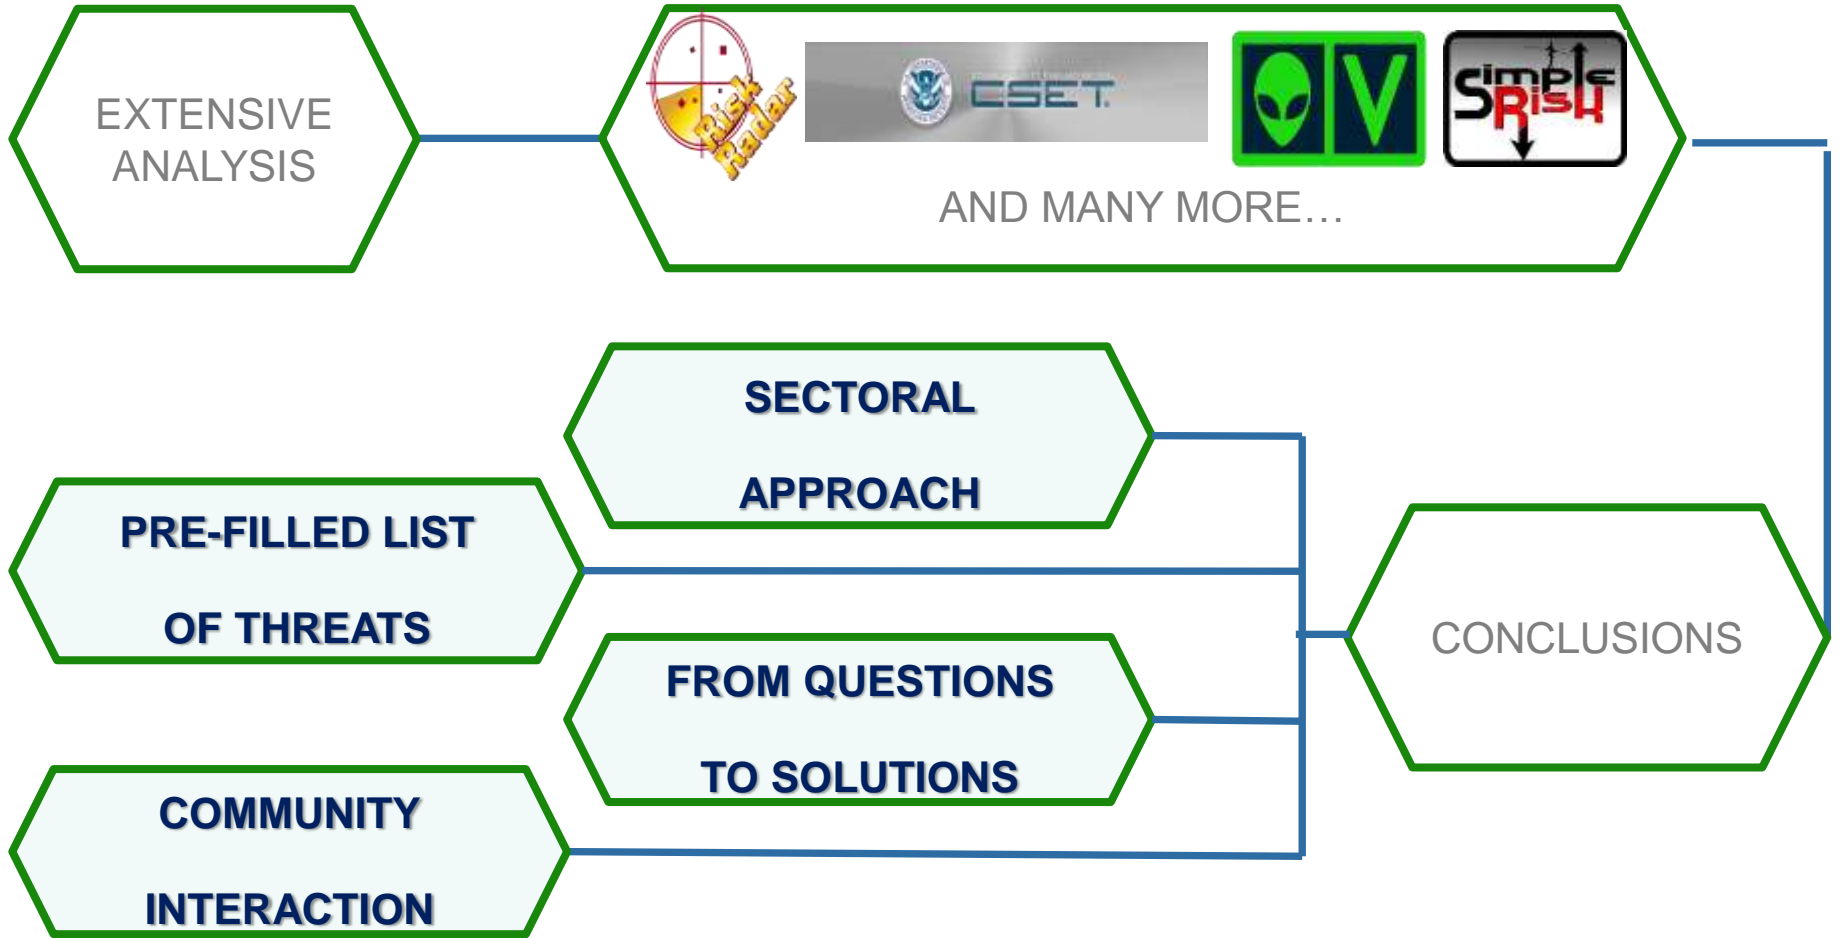 EXTENSIVE
ANALYSIS
Risk
Radar
CSET
V
Simple
Risk
AND MANY MORE…
SECTORAL
APPROACH
PRE-FILLED LIST
OF THREATS
FROM QUESTIONS
TO SOLUTIONS
CONCLUSIONS
COMMUNITY
INTERACTION